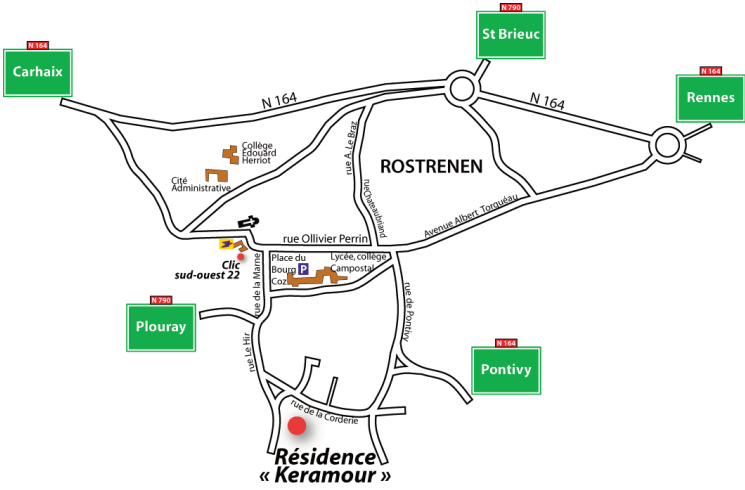 N 790
St Brieuc
N 164
Carhaix
N 164
Rennes
N 164
N 164
rue A. Le Braz
Collège
Edouard
Herriot
ROSTRENEN
Cité
Administrative
rueChateaubriand
Avenue Albert Torquéau
rue Ollivier Perrin
Clic
sud-ouest 22
rue de la Marne
Place du
Bourg P
Coz
Lycée, collège
Campostal
rue de Pontivy
N 790
Plouray
rue Le Hir
N 164
Pontivy
rue de la Corderie
Résidence
« Keramour »